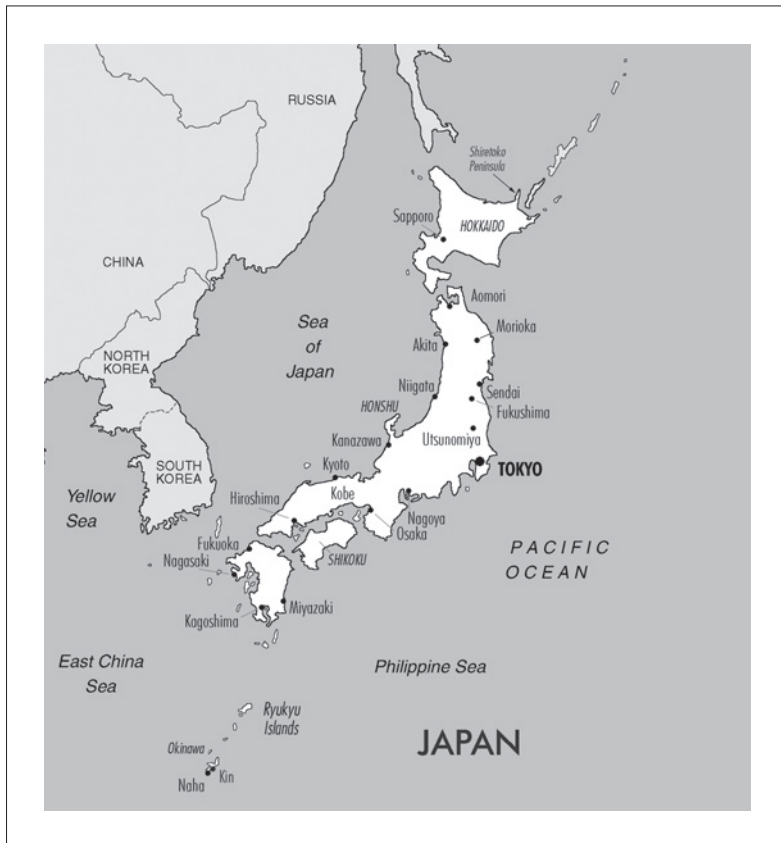 RUSSIA
Shiretoko
Peninsula
Sapporo
HOKKAIDO
CHINA
Aomori
Sea
of
Japan
Morioka
Akita
NORTH
KOREA
Niigata
Sendai
HONSHU
Fukushima
Kanazawa
Utsunomiya
Kyoto
TOKYO
SOUTH
KOREA
Yellow
Sea
Hiroshima
Kobe
Nagoya
Osaka
Fukuoka
PACIFIC
OCEAN
Nagasaki
SHIKOKU
Kagoshima
Miyazaki
East China
Sea
Philippine Sea
Ryukyu
Islands
Okinawa
JAPAN
Kin
Naha